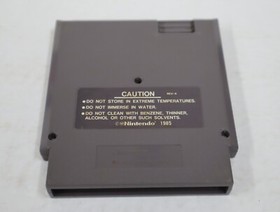 CAUTION
•DO NOT STORE IN EXTREME TEMPERATURES.
•DO NOT IMMERSE IN WATER.
•DO NOT CLEAN WITH BENZENE, THINNER,
ALCOHOL OR OTHER SUCH SOLVENTS.
Nintendo 1985